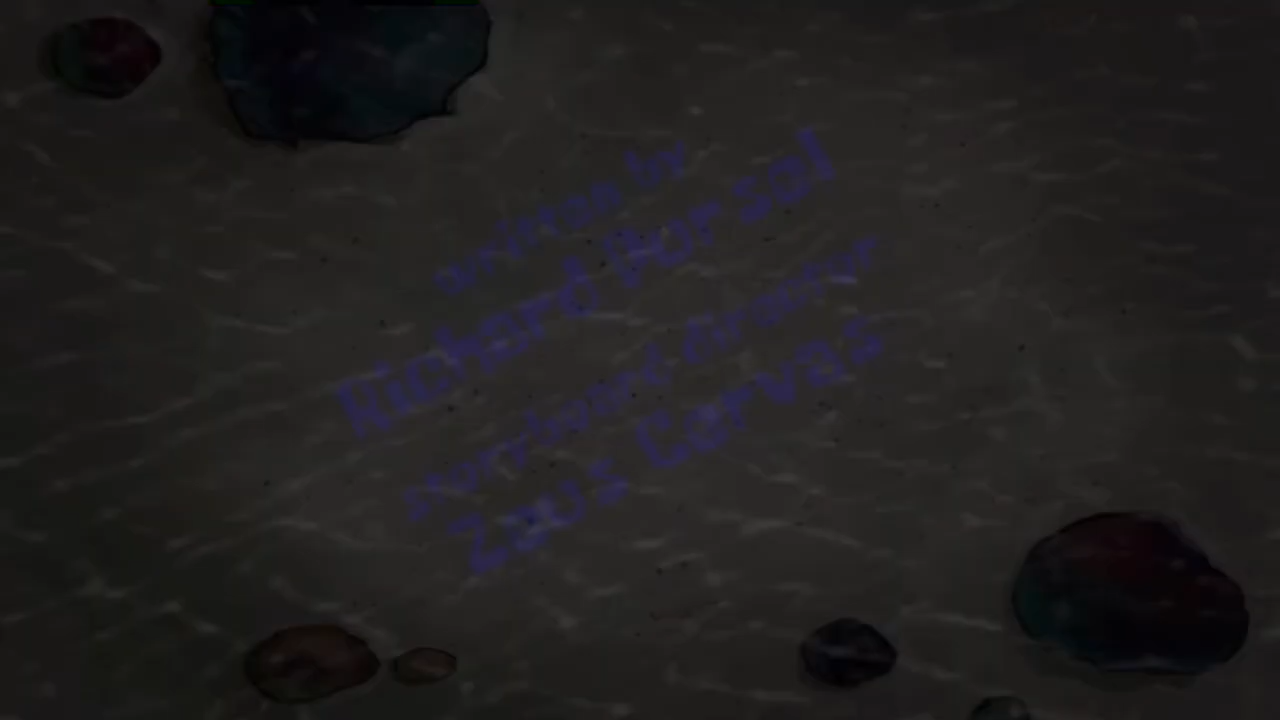 written by
Richard Pursel
storyboard director
Zeus Cervas